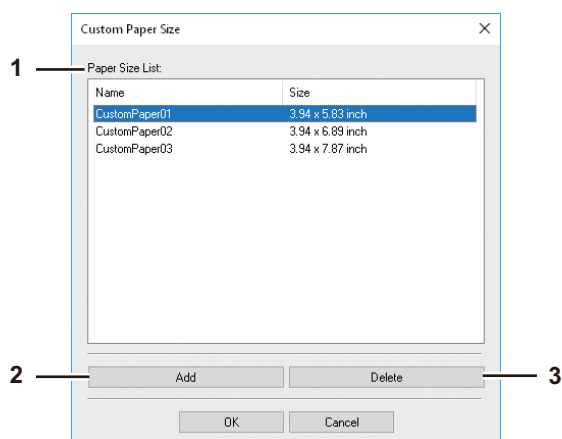 Custom Paper Size
1
Paper Size List:
Name Size
CustomPaper01 3.94 x 5.83 inch
CustomPaper02 3.94 x 6.89 inch
CustomPaper03 3.94 x 7.87 inch
2 Add Delete 3
OK Cancel